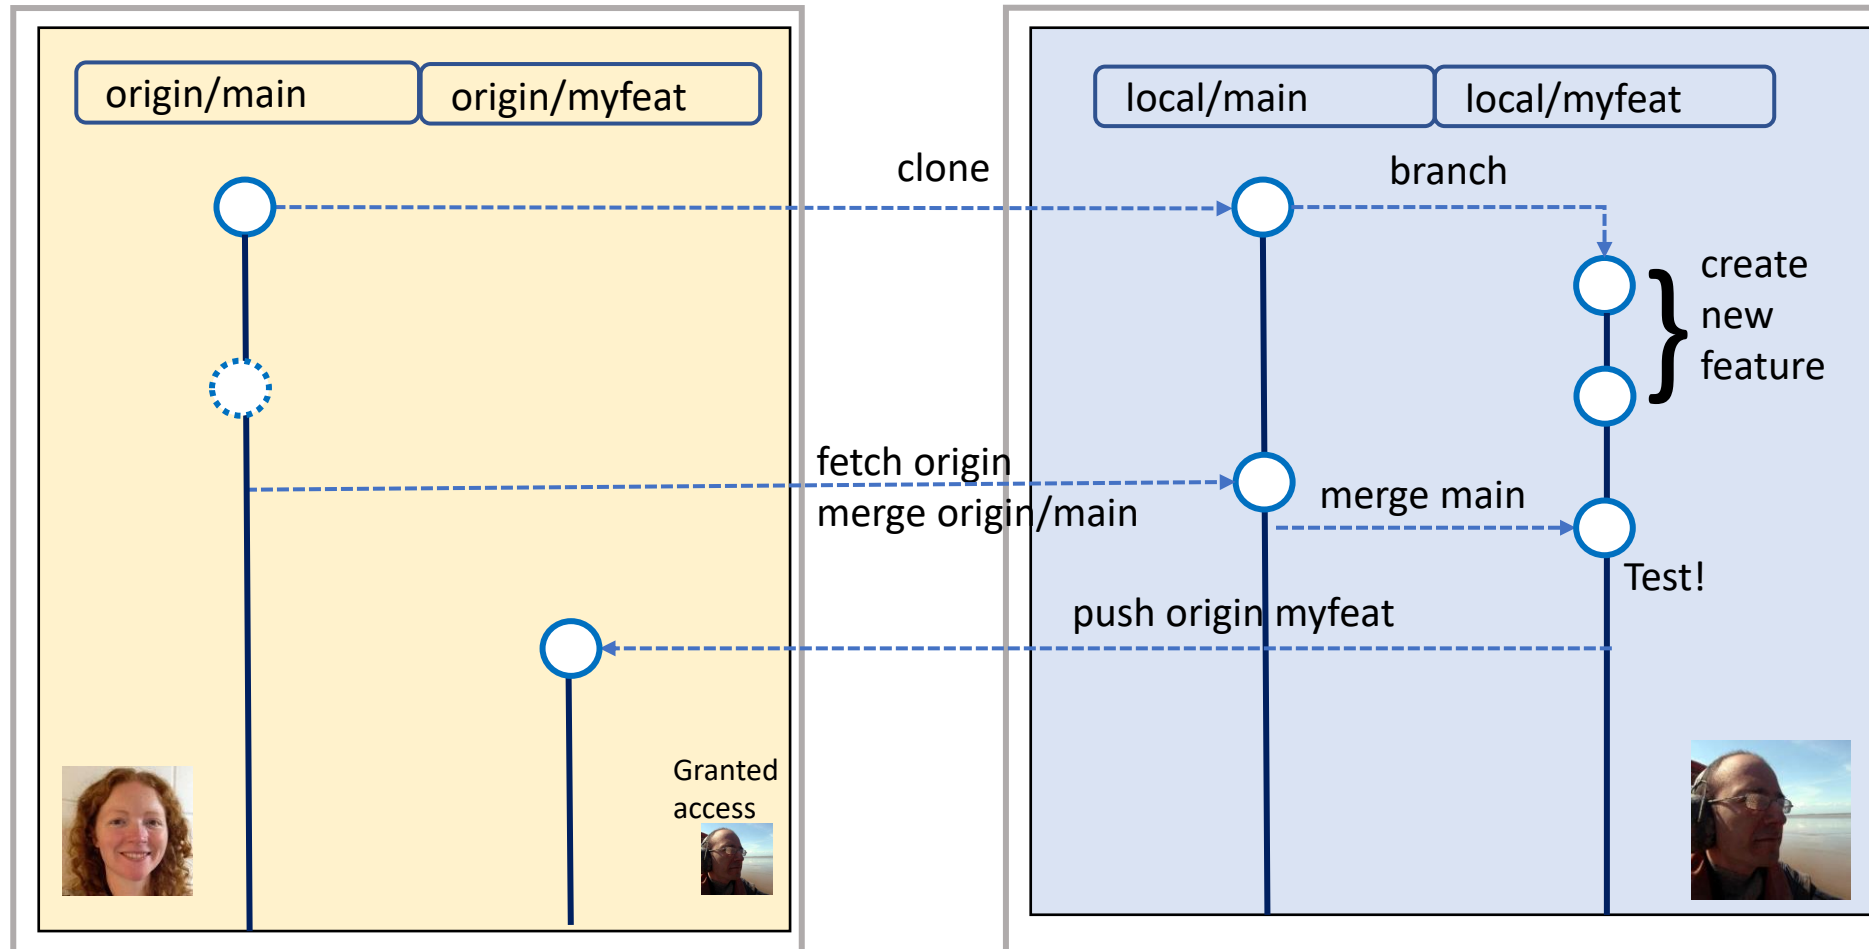 origin/main
origin/myfeat
local/main
local/myfeat
clone
branch
create
new
feature
}
fetch origin
merge origin/main
merge main
Test!
push origin myfeat
Granted
access